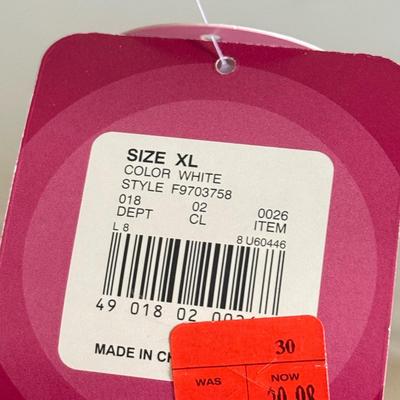 SIZE XL
COLOR WHITE
STYLE F9703758
018 02 0026
DEPT CL ITEM
L 8 8 U60446
49 018 02
MADE IN
30
WAS NOW